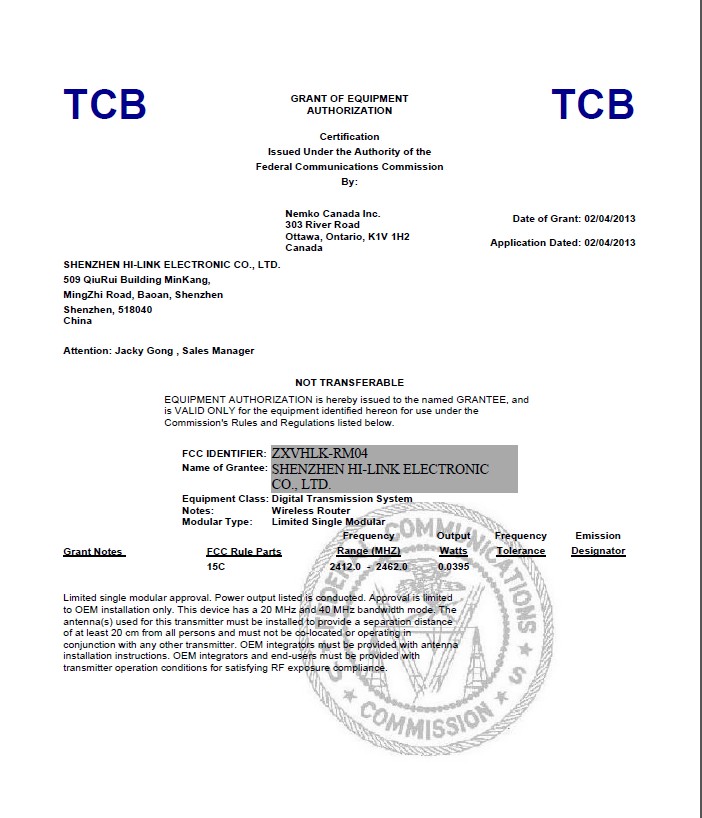 TCB
GRANT OF EQUIPMENT
AUTHORIZATION
TCB
Certification
Issued Under the Authority of the
Federal Communications Commission
By:
Nemko Canada Inc.
303 River Road
Ottawa, Ontario, K1V 1H2
Canada
Date of Grant: 02/04/2013
Application Dated: 02/04/2013
SHENZHEN HI-LINK ELECTRONIC CO., LTD.
509 QiuRui Building MinKang,
MingZhi Road, Baoan, Shenzhen
Shenzhen, 518040
China
Attention: Jacky Gong , Sales Manager
NOT TRANSFERABLE
EQUIPMENT AUTHORIZATION is hereby issued to the named GRANTEE, and
is VALID ONLY for the equipment identified hereon for use under the
Commission's Rules and Regulations listed below.
FCC IDENTIFIER: ZXVHLK-RM04
Name of Grantee: SHENZHEN HI-LINK ELECTRONIC
CO., LTD.
Equipment Class: Digital Transmission System
Notes: Wireless Router
Modular Type: Limited Single Modular
Grant Notes
FCC Rule Parts
Frequency
Range (MHZ)
Output
Watts
Frequency
Tolerance
Emission
Designator
15C 2412.0 - 2462.0 0.0395
Limited single modular approval. Power output listed is conducted. Approval is limited
to OEM installation only. This device has a 20 MHz and 40 MHz bandwidth mode. The
antenna(s) used for this transmitter must be installed to provide a separation distance
of at least 20 cm from all persons and must not be co-located or operating in
conjunction with any other transmitter. OEM integrators must be provided with antenna
installation instructions. OEM integrators and end-users must be provided with
transmitter operation conditions for satisfying RF exposure compliance.
FEDERAL COMMUNICATIONS
COMMISSION
U S